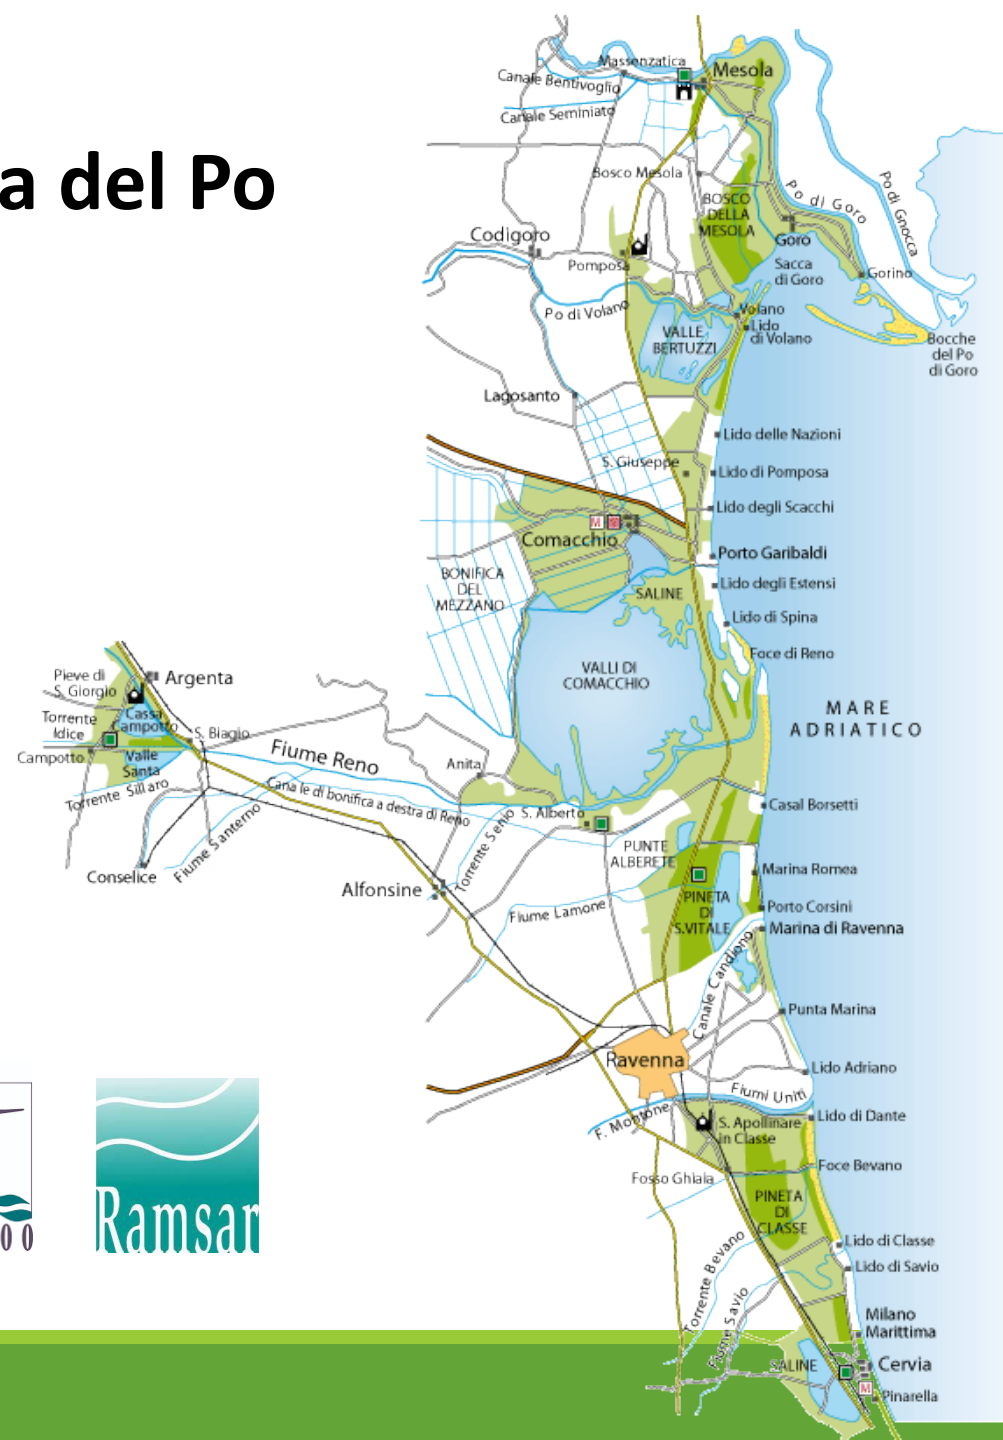 a del Po
Massenzatica
Mesola
Canale Bentivoglio
Canale Seminiato
Bosco Mesola
BOSCO
DELLA
MESOLA
Po di Goro
Po di Gnocca
Codigoro
Goro
Pomposa
Sacca
di Goro
Gorino
Po di Volano
Volano
Lido
di Volano
VALLE
BERTUZZI
Bocche
del Po
di Goro
Lagosanto
Lido delle Nazioni
S. Giuseppe
Lido di Pomposa
Lido degli Scacchi
M
Comacchio
Porto Garibaldi
BONIFICA
DEL
MEZZANO
SALINE
Lido degli Estensi
Lido di Spina
Foce di Reno
VALLI DI
COMACCHIO
MARE
ADRIATICO
Pieve di
S. Giorgio
Argenta
Torrente
Idice
Cassa
Campotto
S. Biagio
Campotto
Valle
Santa
Fiume Reno
Anita
Torrente Sillaro
Canale di bonifica a destra di Reno
S. Alberto
Casal Borsetti
Fiume Santerno
Torrente Senio
PUNTE
ALBERETE
Conselice
Alfonsine
Marina Romea
PINETA
DI
S.VITALE
Fiume Lamone
Porto Corsini
Marina di Ravenna
Canale Candiano
Punta Marina
Ravenna
Lido Adriano
Fiumi Uniti
F. Montone
Lido di Dante
S. Apollinare
in Classe
Fosso Ghiaia
Foce Bevano
PINETA
DI
CLASSE
Ramsar
00
Lido di Classe
Torrente Bevano
Lido di Savio
Fiume Savio
Milano
Marittima
SALINE
Cervia
M
Pinarella